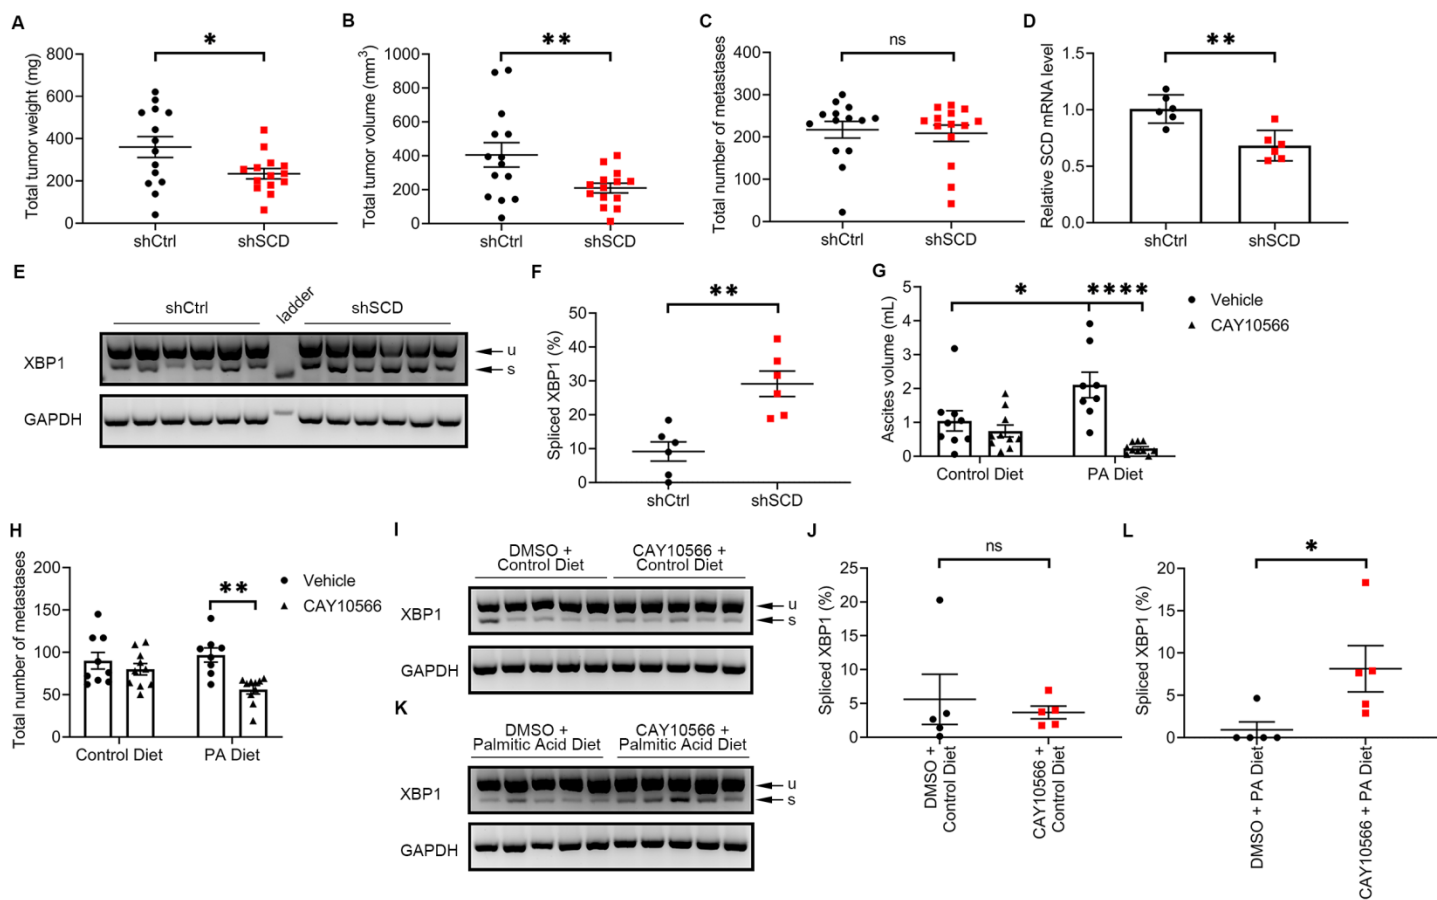 A
Total tumor weight (mg)
800
600
400
200
0
*
shCtrl
shSCD
B
Total tumor volume (mm³)
1000
800
600
400
200
0
**
shCtrl
shSCD
C
Total number of metastases
400
300
200
100
0
ns
shCtrl
shSCD
D
Relative SCD mRNA level
1.5
1.0
0.5
0.0
**
shCtrl
shSCD
E
shCtrl
ladder
shSCD
XBP1
u
s
GAPDH
F
Spliced XBP1 (%)
50
40
30
20
10
0
**
shCtrl
shSCD
G
Ascites volume (mL)
5
4
3
2
1
0
*
****
Vehicle
CAY10566
Control Diet
PA Diet
H
Total number of metastases
200
150
100
50
0
**
Vehicle
CAY10566
Control Diet
PA Diet
I
DMSO +
Control Diet
CAY10566 +
Control Diet
XBP1
u
s
GAPDH
K
DMSO +
Palmitic Acid Diet
CAY10566 +
Palmitic Acid Diet
XBP1
u
s
GAPDH
J
Spliced XBP1 (%)
25
20
15
10
5
0
ns
DMSO +
Control Diet
CAY10566 +
Control Diet
L
Spliced XBP1 (%)
20
15
10
5
0
*
DMSO + PA Diet
CAY10566 + PA Diet